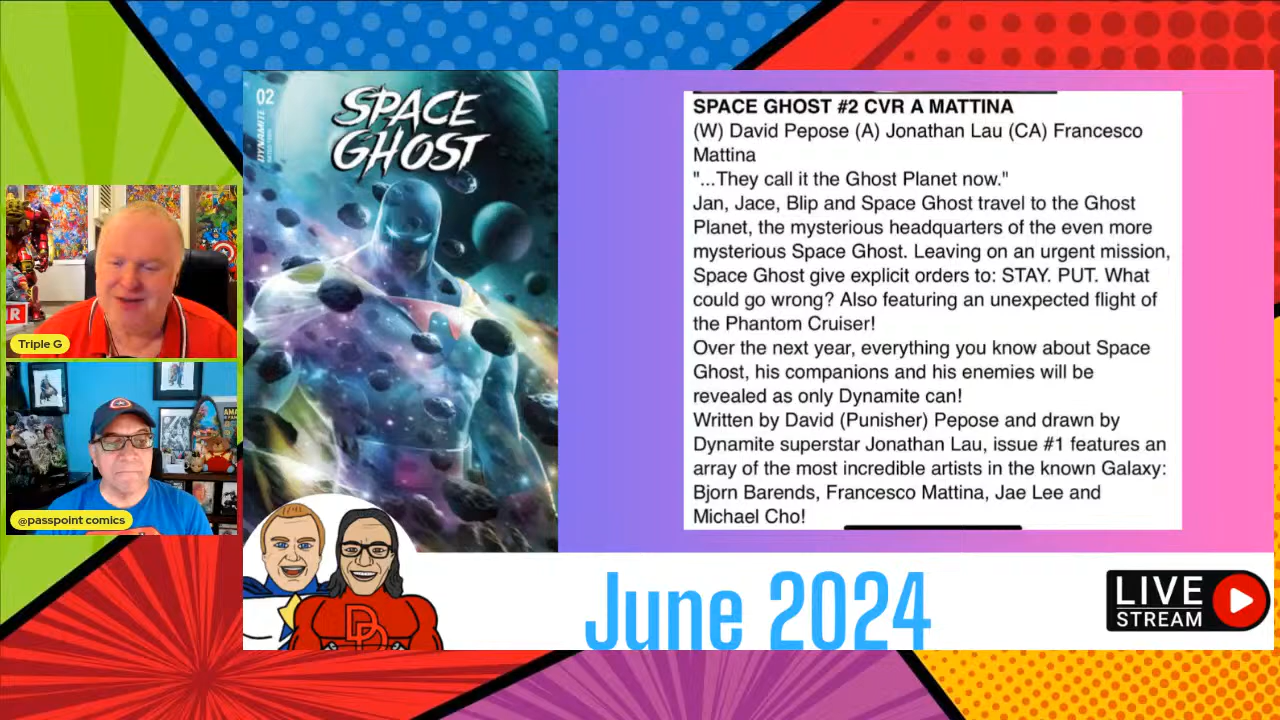 02
DYNAMITE
SPACE
GHOST
SPACE GHOST #2 CVR A MATTINA
(W) David Pepose (A) Jonathan Lau (CA) Francesco
Mattina
"...They call it the Ghost Planet now."
Jan, Jace, Blip and Space Ghost travel to the Ghost
Planet, the mysterious headquarters of the even more
mysterious Space Ghost. Leaving on an urgent mission,
Space Ghost give explicit orders to: STAY. PUT. What
could go wrong? Also featuring an unexpected flight of
the Phantom Cruiser!
Over the next year, everything you know about Space
Ghost, his companions and his enemies will be
revealed as only Dynamite can!
Written by David (Punisher) Pepose and drawn by
Dynamite superstar Jonathan Lau, issue #1 features an
array of the most incredible artists in the known Galaxy:
Bjorn Barends, Francesco Mattina, Jae Lee and
Michael Cho!
R
Triple G
AMA
@passpoint comics
DD
June 2024
LIVE
STREAM